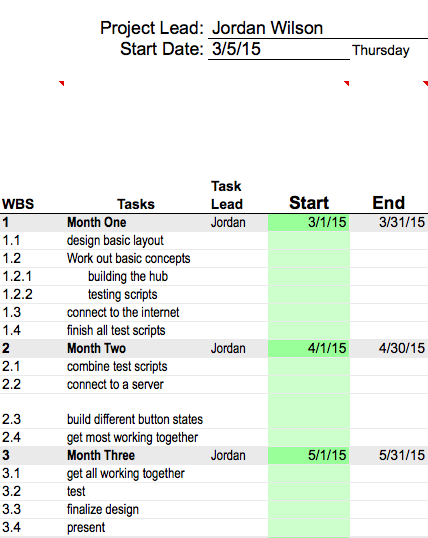 Project Lead: Jordan Wilson
Start Date: 3/5/15 Thursday
WBS Tasks Task Lead Start End
1 Month One Jordan 3/1/15 3/31/15
1.1 design basic layout
1.2 Work out basic concepts
1.2.1 building the hub
1.2.2 testing scripts
1.3 connect to the internet
1.4 finish all test scripts
2 Month Two Jordan 4/1/15 4/30/15
2.1 combine test scripts
2.2 connect to a server
2.3 build different button states
2.4 get most working together
3 Month Three Jordan 5/1/15 5/31/15
3.1 get all working together
3.2 test
3.3 finalize design
3.4 present